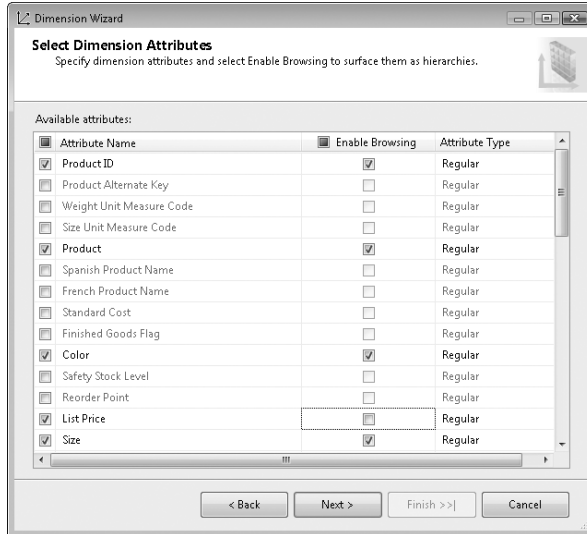 Dimension Wizard
Select Dimension Attributes
Specify dimension attributes and select Enable Browsing to surface them as hierarchies.
Available attributes:
Attribute Name Enable Browsing Attribute Type
Product ID Regular
Product Alternate Key Regular
Weight Unit Measure Code Regular
Size Unit Measure Code Regular
Product Regular
Spanish Product Name Regular
French Product Name Regular
Standard Cost Regular
Finished Goods Flag Regular
Color Regular
Safety Stock Level Regular
Reorder Point Regular
List Price Regular
Size Regular
< Back Next > Finish >>| Cancel